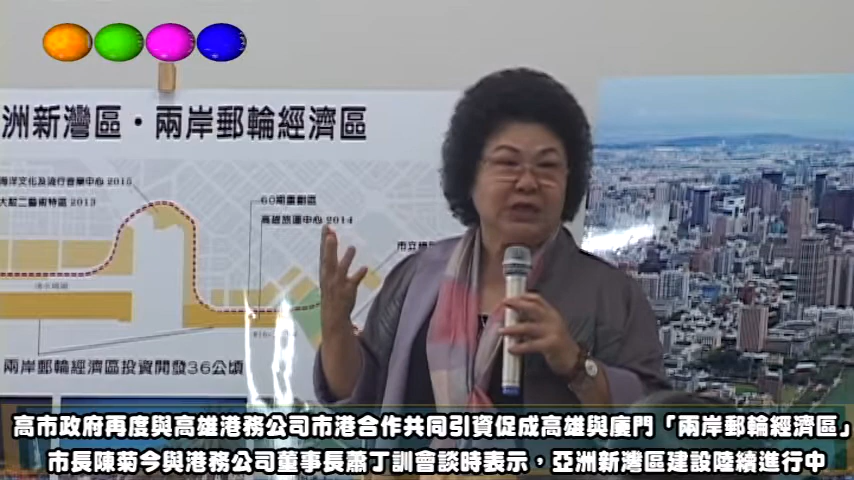 洲新灣區・兩岸郵輪經濟區
海洋文化及流行音樂中心 2015
大駁二藝術特區 2013
60期重劃區
高雄旅運中心 2014
市立
兩岸郵輪經濟區投資開發36公頃
高市政府再度與高雄港務公司市港合作共同引資促成高雄與廈門「兩岸郵輪經濟區」
市長陳菊今與港務公司董事長蕭丁訓會談時表示，亞洲新灣區建設陸續進行中